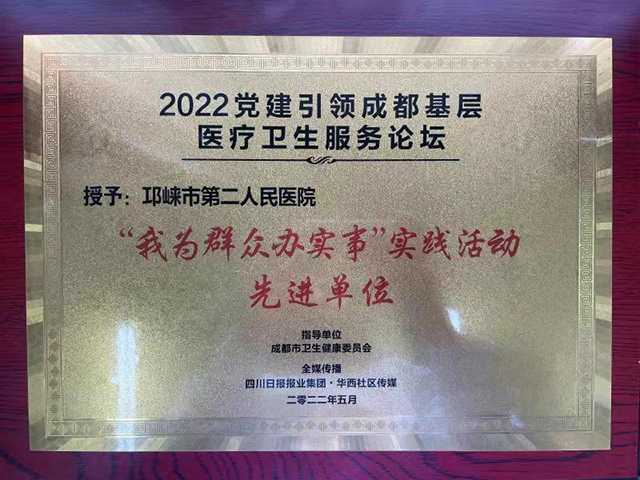 2022党建引领成都基层
医疗卫生服务论坛
授予：邛崃市第二人民医院
“我为群众办实事”实践活动
先进单位
指导单位
成都市卫生健康委员会
全媒传播
四川日报报业集团·华西社区传媒
二零二二年五月